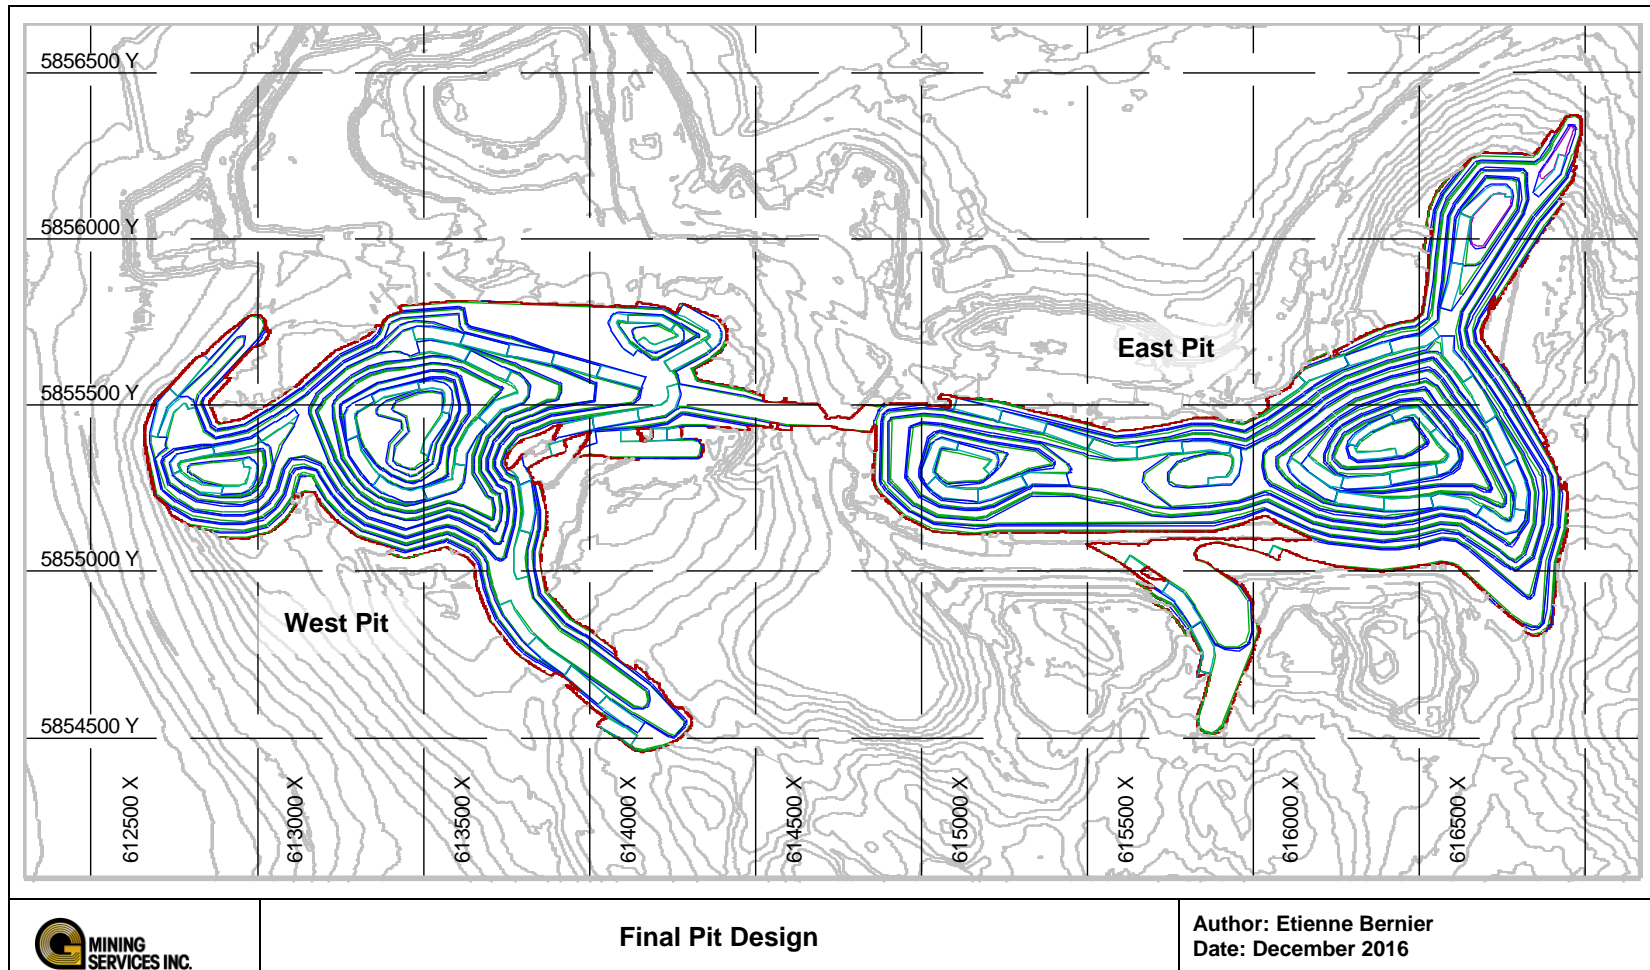 5856500 Y
5856000 Y
East Pit
5855500 Y
5855000 Y
West Pit
5854500 Y
612500 X
613000 X
613500 X
614000 X
614500 X
615000 X
615500 X
616000 X
616500 X
G MINING
SERVICES INC.
Final Pit Design
Author: Etienne Bernier
Date: December 2016